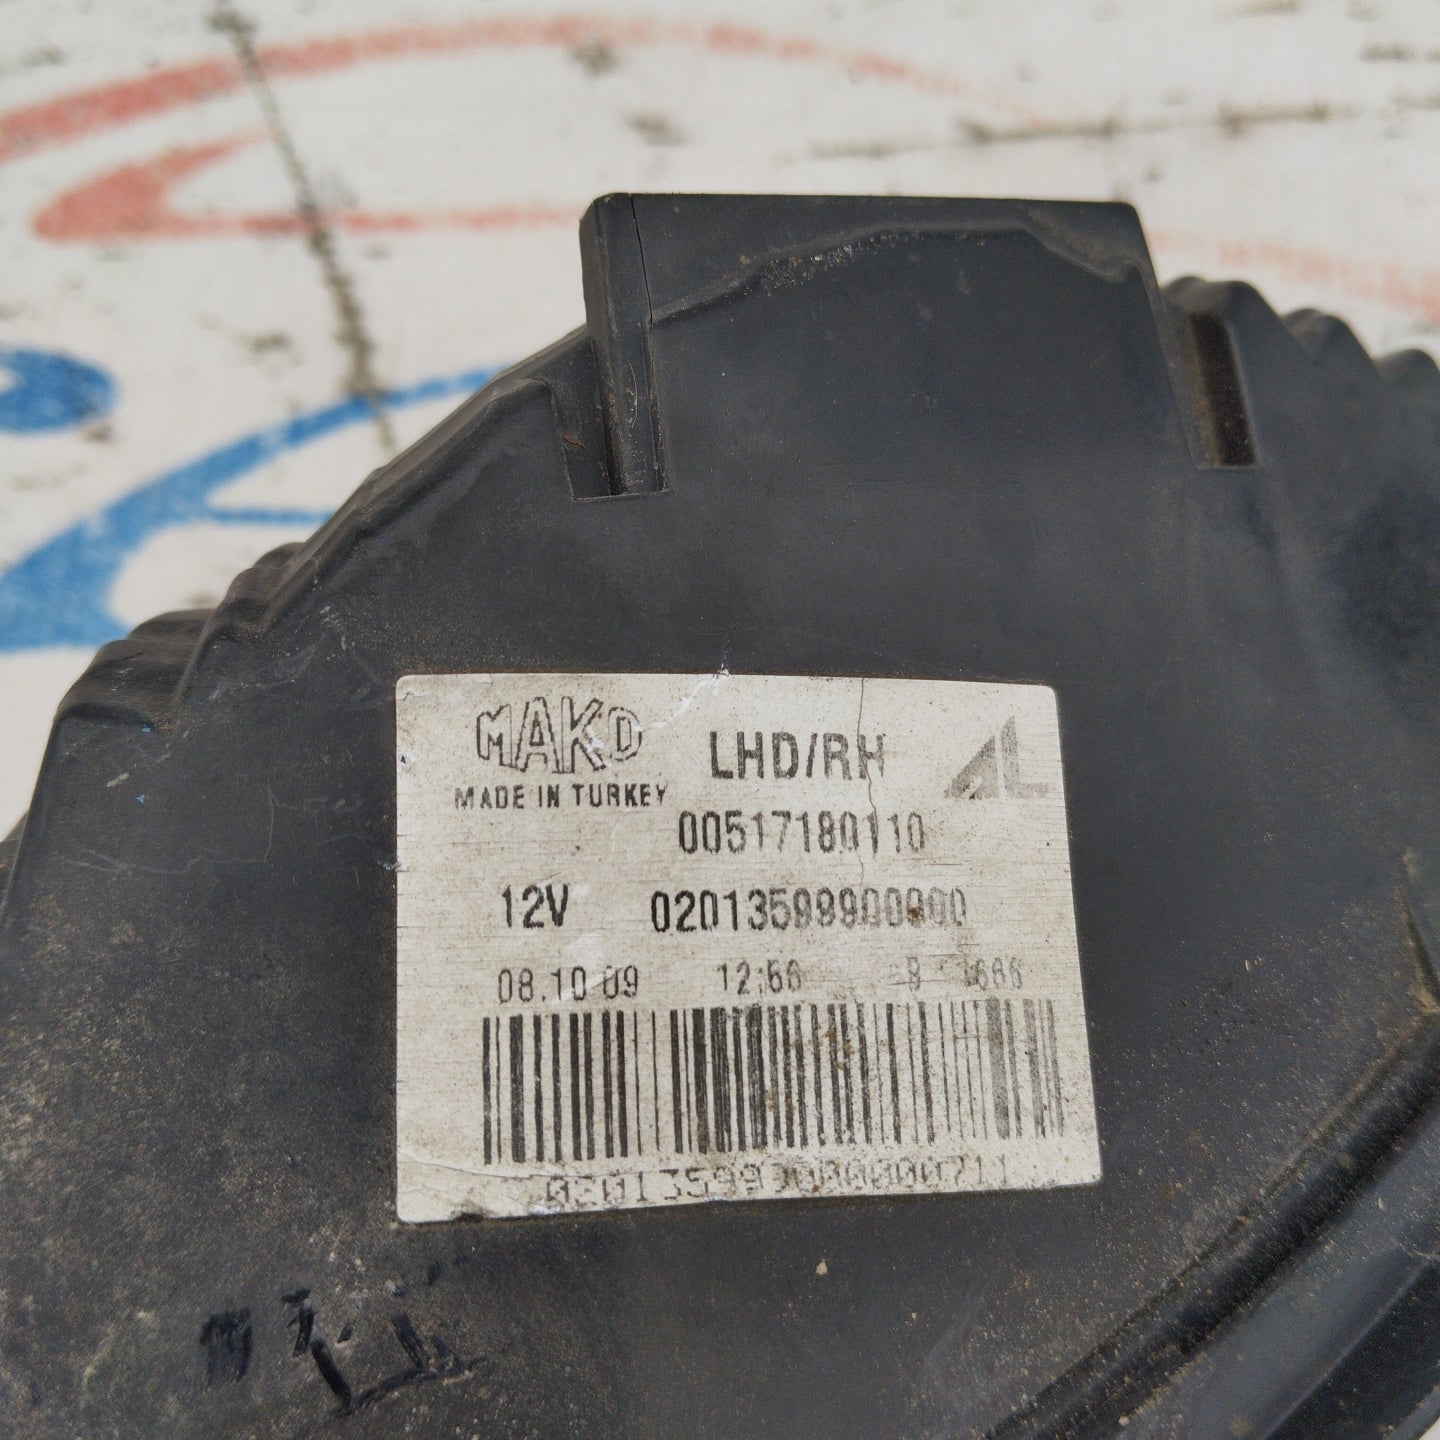 MAKO
LHD/RH
AL
MADE IN TURKEY
00517180110
12V
02013599900000
08.10 09
12:56